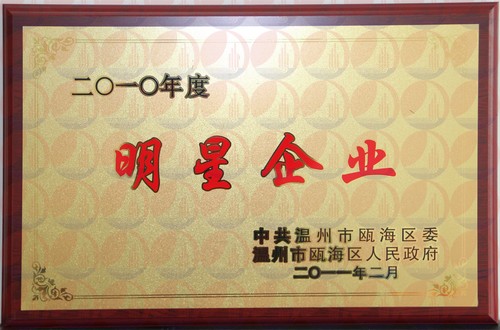 二〇一〇年度
明星企业
中共温州市瓯海区委
温州市瓯海区人民政府
二〇一一年二月